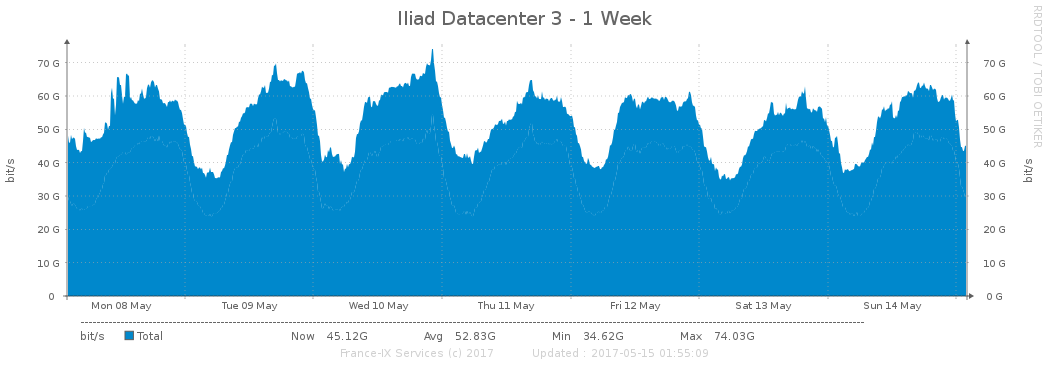 Iliad Datacenter 3 - 1 Week
RRDTOOL / TOBI OETIKER
70 G 70 G
60 G 60 G
50 G 50 G
40 G 40 G
30 G 30 G
20 G 20 G
10 G 10 G
0 0 G
bit/s bit/s
Mon 08 May Tue 09 May Wed 10 May Thu 11 May Fri 12 May Sat 13 May Sun 14 May
bit/s Total Now 45.12G Avg 52.83G Min 34.62G Max 74.03G
France-IX Services (c) 2017 Updated : 2017-05-15 01:55:09